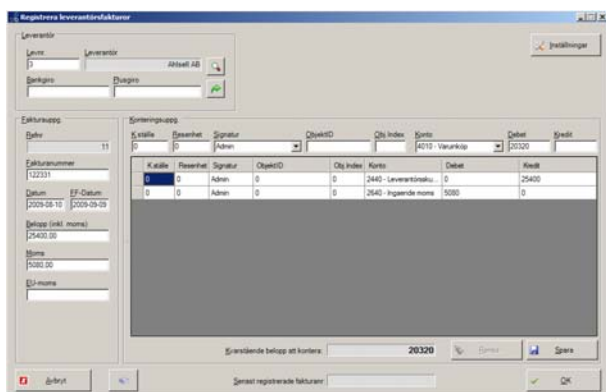 Registrera leverantörsfakturor
Leverantör
Levnr. Leverantör
3 Ahlsell AB
Bankgiro Plusgiro
Inställningar
Fakturauppg.
Refnr
11
Fakturanummer
122331
Datum EF-Datum
2009-08-10 2009-09-09
Belopp (inkl. moms)
25400,00
Moms
5080,00
EU-moms
Konteringsuppg.
K.ställe Resenhet Signatur ObjektID Obj.Index Konto Debet Kredit
0 0 Admin 4010 - Varuinköp 20320
K.ställe Resenhet Signatur ObjektID Obj.Index Konto Debet Kredit
0 0 Admin 0 0 2440 - Leverantörssku... 0 25400
0 0 Admin 0 0 2640 - Ingaende moms 5080 0
Kvarstående belopp att kontera: 20320
Spara
Avbryt
Senast registrerade fakturanr:
OK